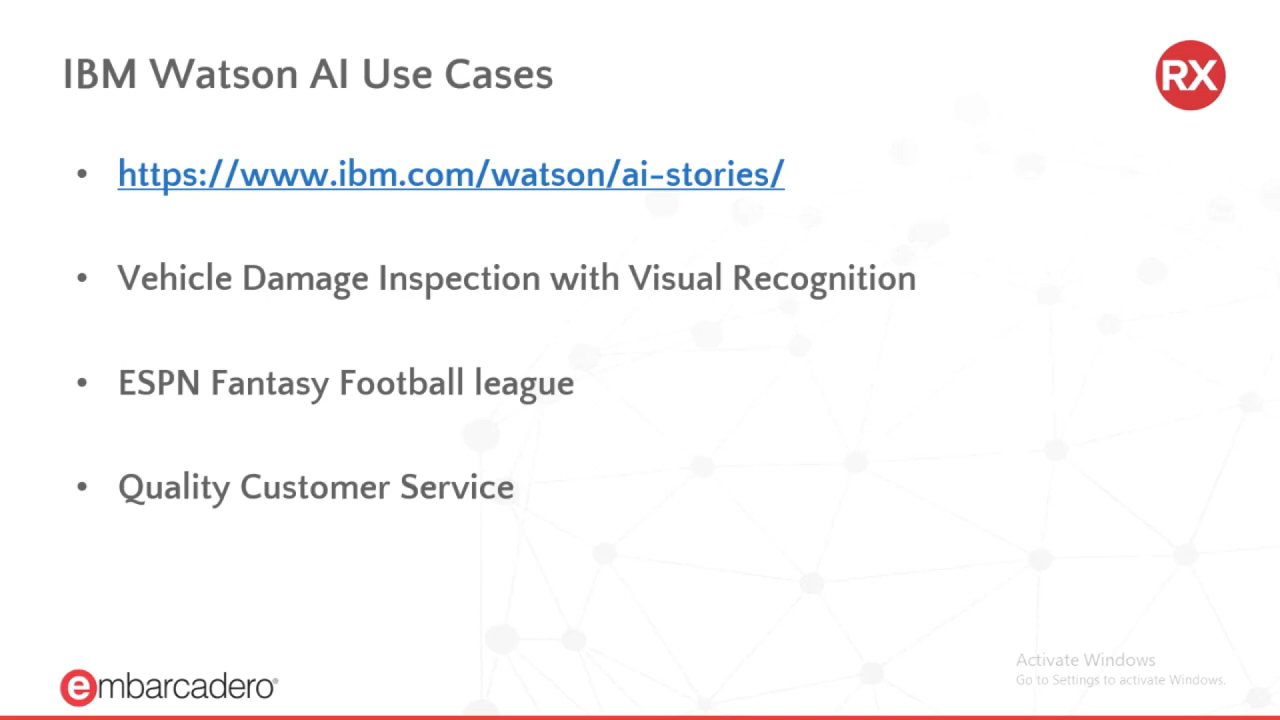 IBM Watson AI Use Cases
RX
• https://www.ibm.com/watson/ai-stories/
• Vehicle Damage Inspection with Visual Recognition
• ESPN Fantasy Football league
• Quality Customer Service
Activate Windows
Go to Settings to activate Windows.
embarcadero®